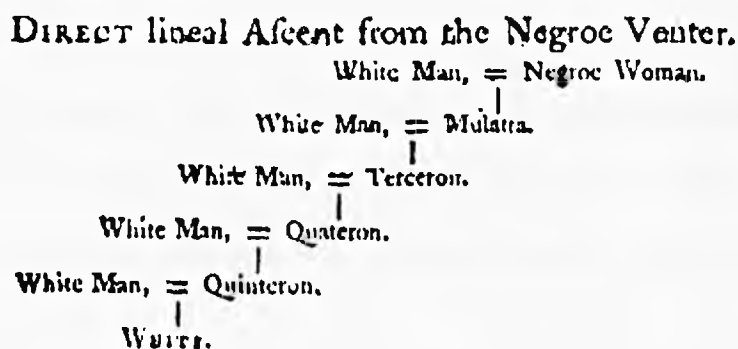 DIRECT lineal Aſcent from the Negroe Venter.
White Man, = Negroe Woman.
White Man, = Mulatta.
White Man, = Terceron.
White Man, = Quateron.
White Man, = Quinteron.
WHITE.